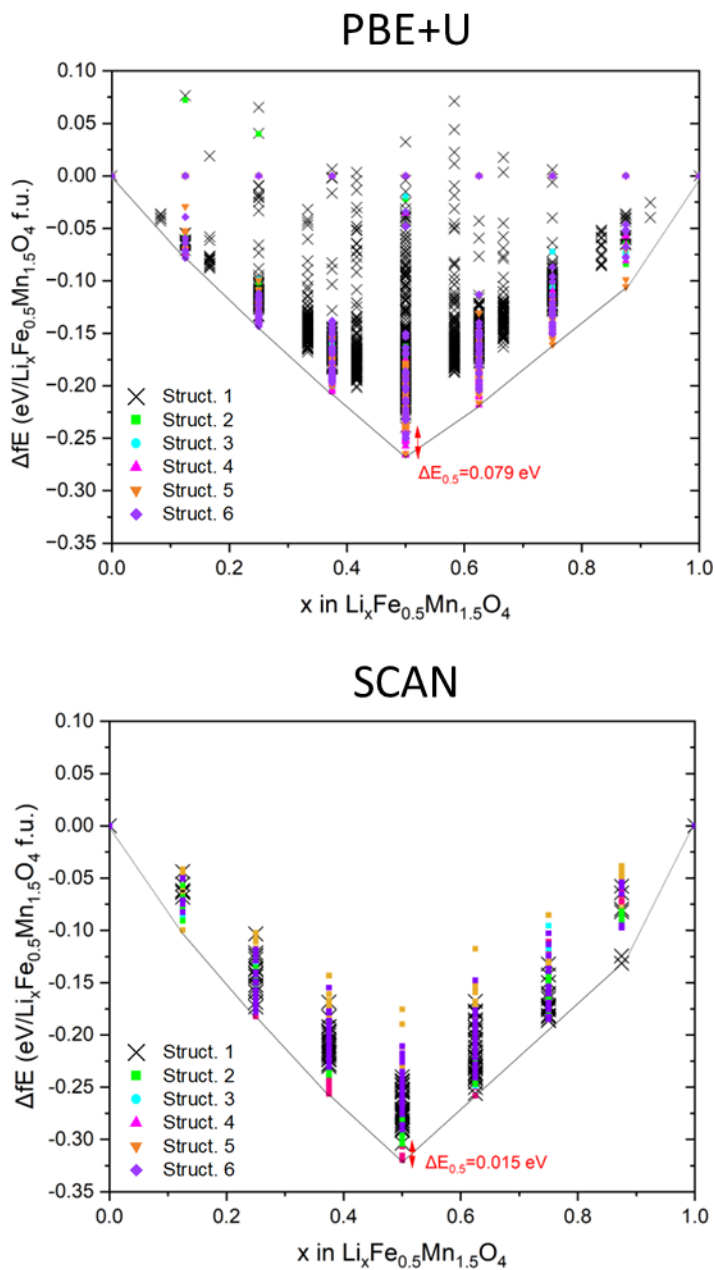 PBE+U
0.10
0.05
0.00
−0.05
−0.10
−0.15
−0.20
−0.25
−0.30
−0.35
ΔfE (eV/LiₓFe₀.₅Mn₁.₅O₄ f.u.)
Struct. 1
Struct. 2
Struct. 3
Struct. 4
Struct. 5
Struct. 6
ΔE₀.₅=0.079 eV
0.0 0.2 0.4 0.6 0.8 1.0
x in LiₓFe₀.₅Mn₁.₅O₄
SCAN
0.10
0.05
0.00
−0.05
−0.10
−0.15
−0.20
−0.25
−0.30
−0.35
ΔfE (eV/LiₓFe₀.₅Mn₁.₅O₄ f.u.)
Struct. 1
Struct. 2
Struct. 3
Struct. 4
Struct. 5
Struct. 6
ΔE₀.₅=0.015 eV
0.0 0.2 0.4 0.6 0.8 1.0
x in LiₓFe₀.₅Mn₁.₅O₄